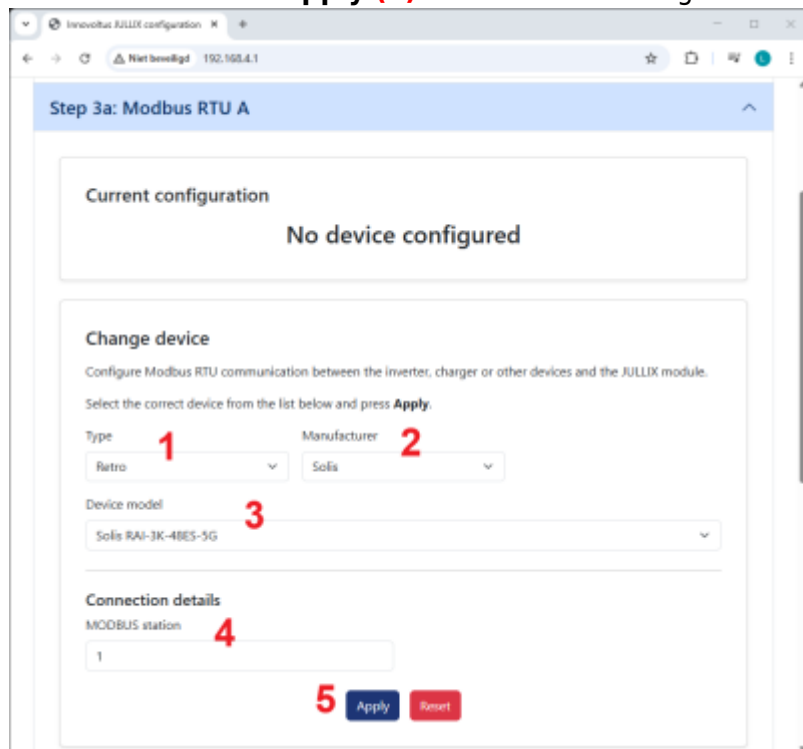 Apply
Innovoltus JULLIX configuration
Niet beveiligd 192.168.4.1
L
Step 3a: Modbus RTU A
Current configuration
No device configured
Change device
Configure Modbus RTU communication between the inverter, charger or other devices and the JULLIX module.
Select the correct device from the list below and press Apply.
Type 1 Manufacturer 2
Retro Solis
Device model 3
Solis RAI-3K-48ES-5G
Connection details
MODBUS station 4
1
5 Apply Reset